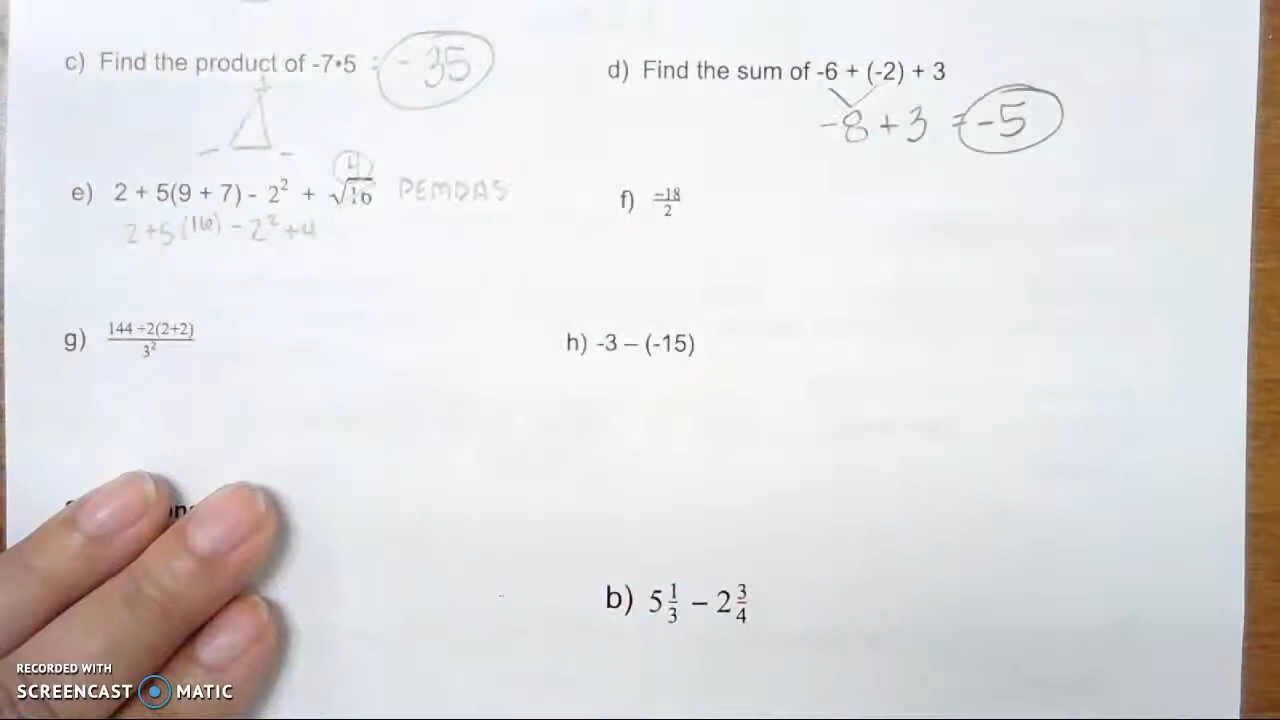 c) Find the product of -7•5 = -35
d) Find the sum of -6 + (-2) + 3
-8 + 3 = -5
+
- -
4
e) 2 + 5(9 + 7) - 2² + √16 PEMDAS
2+5(16) - 2² +4
f) -18/2
g) 144÷2(2+2)/3²
h) -3 – (-15)
b) 5 1/3 − 2 3/4
RECORDED WITH
SCREENCAST MATIC